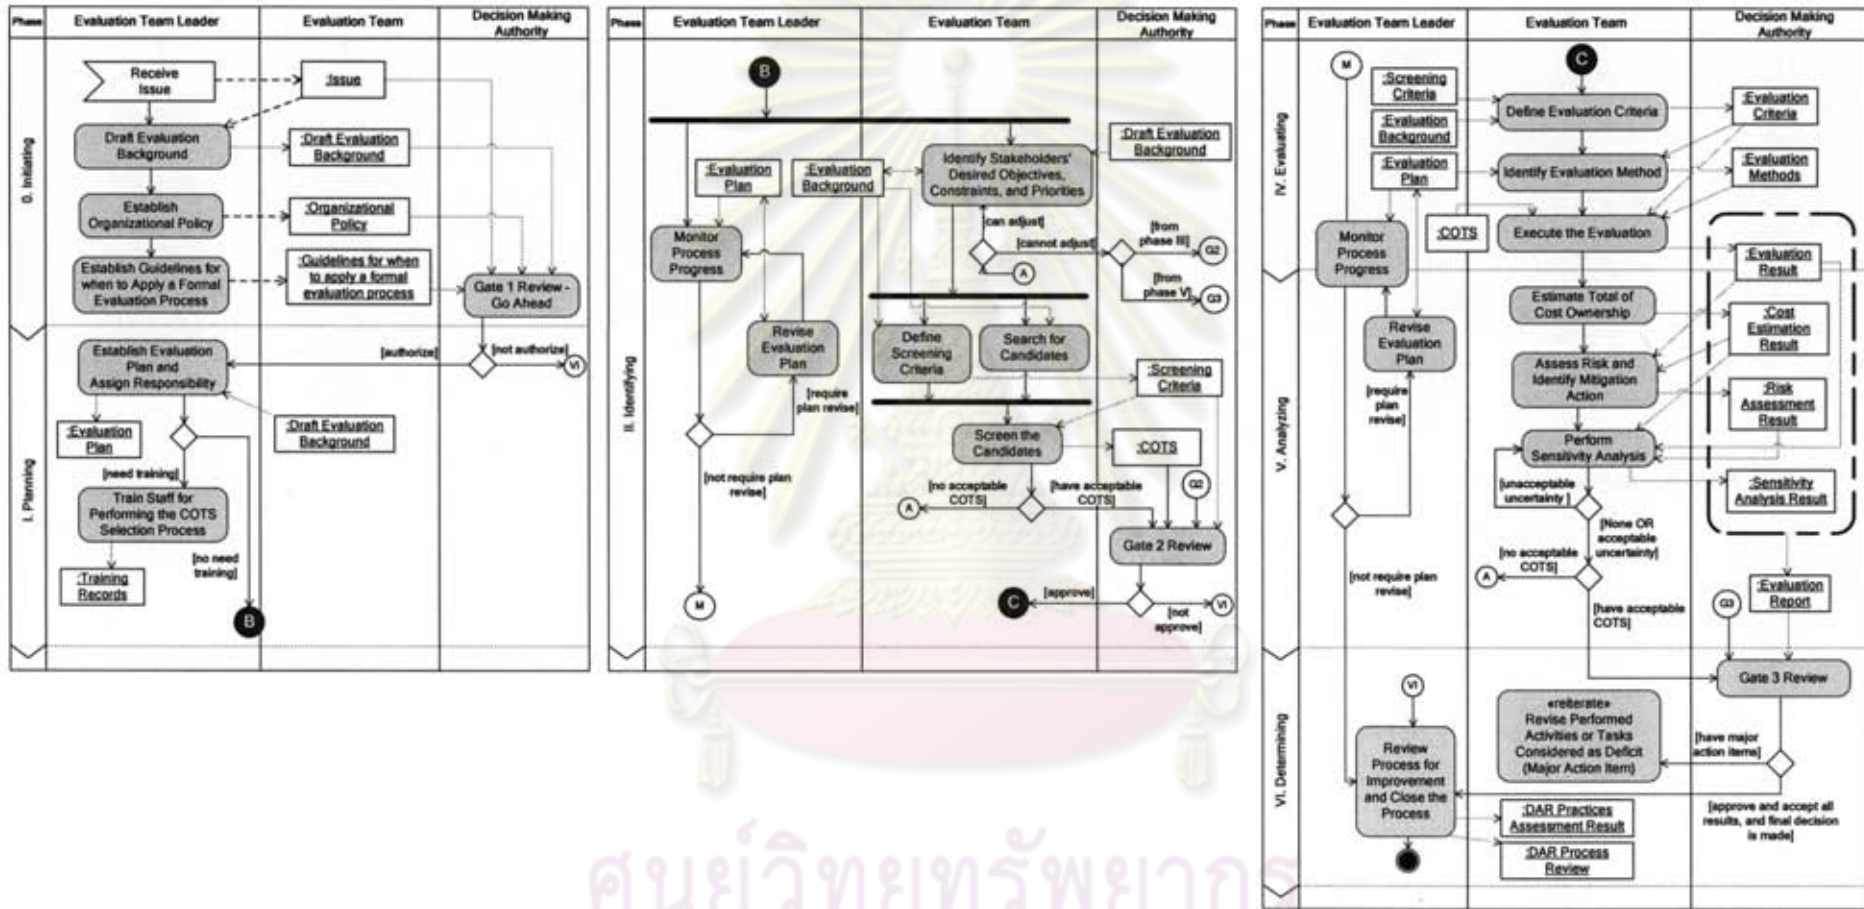 Phase
Evaluation Team Leader
Evaluation Team
Decision Making
Authority
0. Initiating
Receive
Issue
:Issue
Draft Evaluation
Background
:Draft Evaluation
Background
Establish
Organizational Policy
:Organizational
Policy
Establish Guidelines for
when to Apply a Formal
Evaluation Process
:Guidelines for when
to apply a formal
evaluation process
Gate 1 Review -
Go Ahead
I. Planning
Establish Evaluation
Plan and
Assign Responsibility
[authorize]
[not authorize]
VI
:Evaluation
Plan
:Draft Evaluation
Background
[need training]
Train Staff for
Performing the COTS
Selection Process
[no need
training]
:Training
Records
B
Phase
Evaluation Team Leader
Evaluation Team
Decision Making
Authority
II. Identifying
B
:Draft Evaluation
Background
:Evaluation
Plan
:Evaluation
Background
Identify Stakeholders'
Desired Objectives,
Constraints, and Priorities
Monitor
Process
Progress
[can adjust]
[cannot adjust]
[from
phase III]
G2
A
[from
phase V]
G3
Revise
Evaluation
Plan
Define
Screening
Criteria
Search for
Candidates
:Screening
Criteria
[require
plan revise]
Screen the
Candidates
:COTS
[not require plan
revise]
[no acceptable
COTS]
[have acceptable
COTS]
G2
A
Gate 2 Review
M
C
[approve]
[not
approve]
VI
Phase
Evaluation Team Leader
Evaluation Team
Decision Making
Authority
IV. Evaluating
M
C
:Screening
Criteria
Define Evaluation Criteria
:Evaluation
Criteria
:Evaluation
Background
:Evaluation
Plan
Identify Evaluation Method
:Evaluation
Methods
:COTS
Execute the Evaluation
Monitor
Process
Progress
:Evaluation
Result
V. Analyzing
Estimate Total of
Cost Ownership
:Cost
Estimation
Result
Revise
Evaluation
Plan
Assess Risk and
Identify Mitigation
Action
:Risk
Assessment
Result
[require
plan
revise]
Perform
Sensitivity Analysis
[unacceptable
uncertainty ]
:Sensitivity
Analysis Result
[None OR
acceptable
uncertainty]
[no acceptable
COTS]
A
[not require plan
revise]
[have acceptable
COTS]
G3
:Evaluation
Report
VI. Determining
Gate 3 Review
VI
«reiterate»
Revise Performed
Activities or Tasks
Considered as Deficit
(Major Action Item)
[have major
action items]
Review
Process for
Improvement
and Close the
Process
:DAR Practices
Assessment Result
[approve and accept all
results, and final decision
is made]
:DAR Process
Review
ศูนย์วิทยทรัพยากร